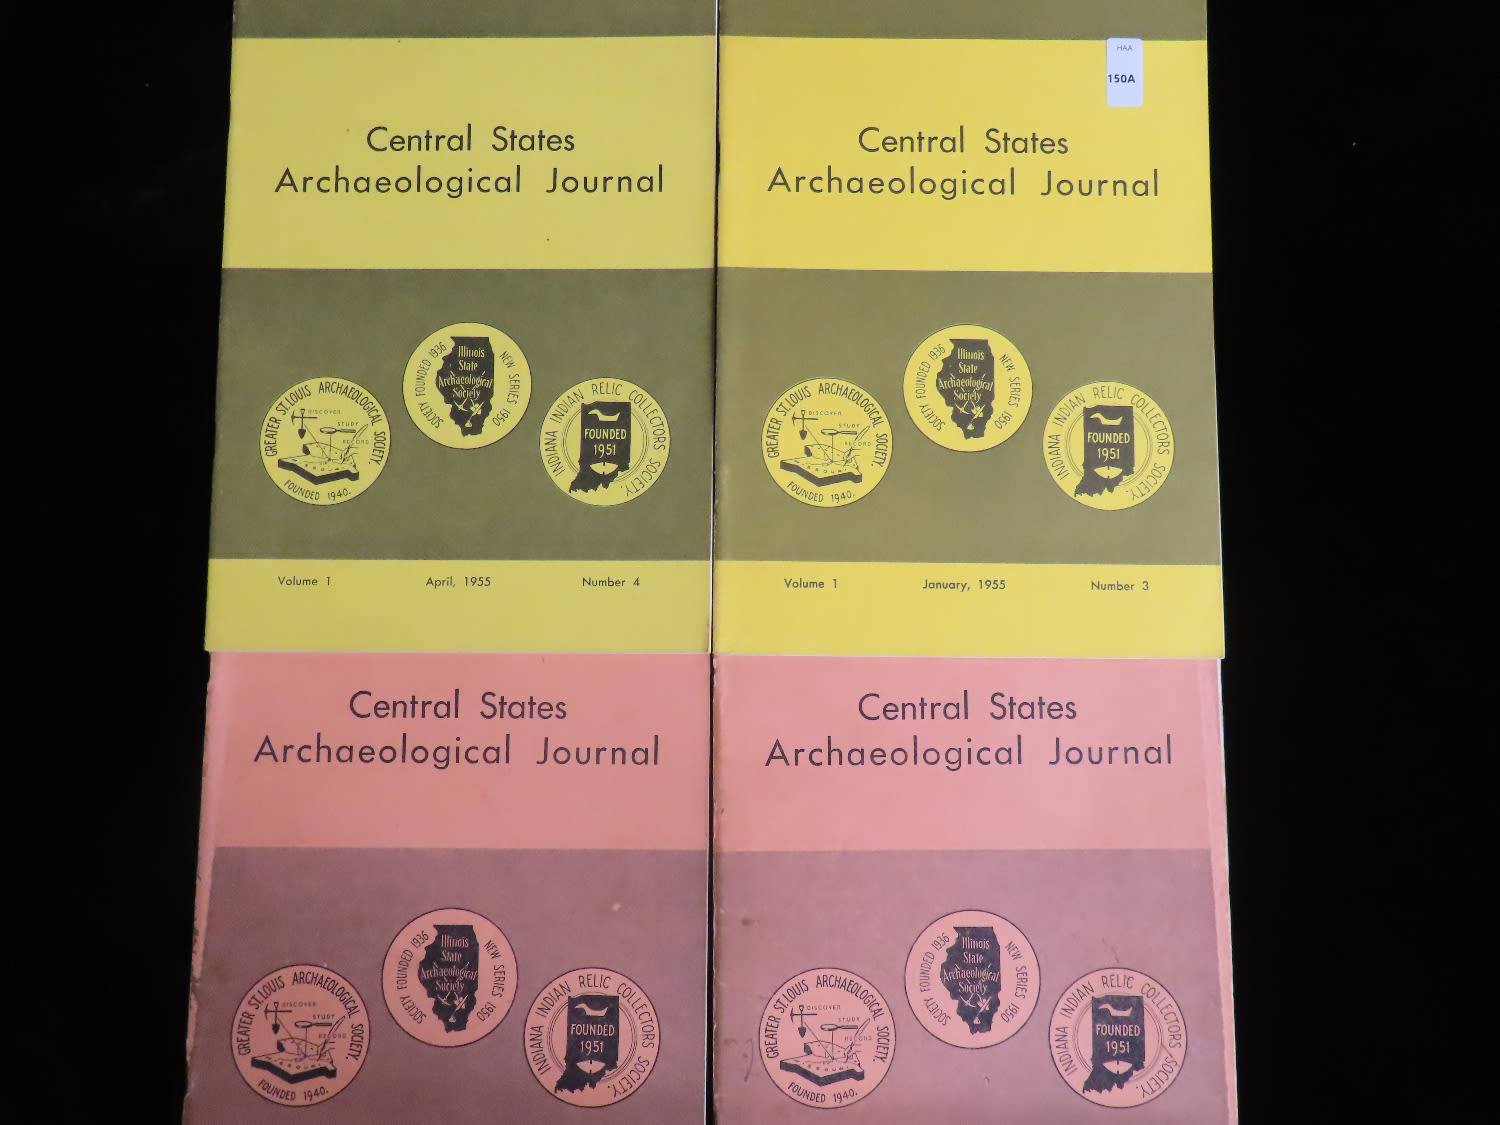 Central States
Archaeological Journal
GREATER ST. LOUIS ARCHAEOLOGICAL SOCIETY.
DISCOVER
STUDY
RECORD
FOUNDED 1940.
SOCIETY FOUNDED 1936
NEW SERIES 1950
Illinois
State
Archaeological
Society
INDIANA INDIAN RELIC COLLECTORS SOCIETY.
FOUNDED
1951
Volume 1 April, 1955 Number 4
HAA
150A
Central States
Archaeological Journal
GREATER ST. LOUIS ARCHAEOLOGICAL SOCIETY.
DISCOVER
STUDY
RECORD
FOUNDED 1940.
SOCIETY FOUNDED 1936
NEW SERIES 1950
Illinois
State
Archaeological
Society
INDIANA INDIAN RELIC COLLECTORS SOCIETY.
FOUNDED
1951
Volume 1 January, 1955 Number 3
Central States
Archaeological Journal
GREATER ST. LOUIS ARCHAEOLOGICAL SOCIETY.
DISCOVER
STUDY
RECORD
FOUNDED 1940.
SOCIETY FOUNDED 1936
NEW SERIES 1950
Illinois
State
Archaeological
Society
INDIANA INDIAN RELIC COLLECTORS SOCIETY.
FOUNDED
1951
Central States
Archaeological Journal
GREATER ST. LOUIS ARCHAEOLOGICAL SOCIETY.
DISCOVER
STUDY
RECORD
FOUNDED 1940.
SOCIETY FOUNDED 1936
NEW SERIES 1950
Illinois
State
Archaeological
Society
INDIANA INDIAN RELIC COLLECTORS SOCIETY.
FOUNDED
1951